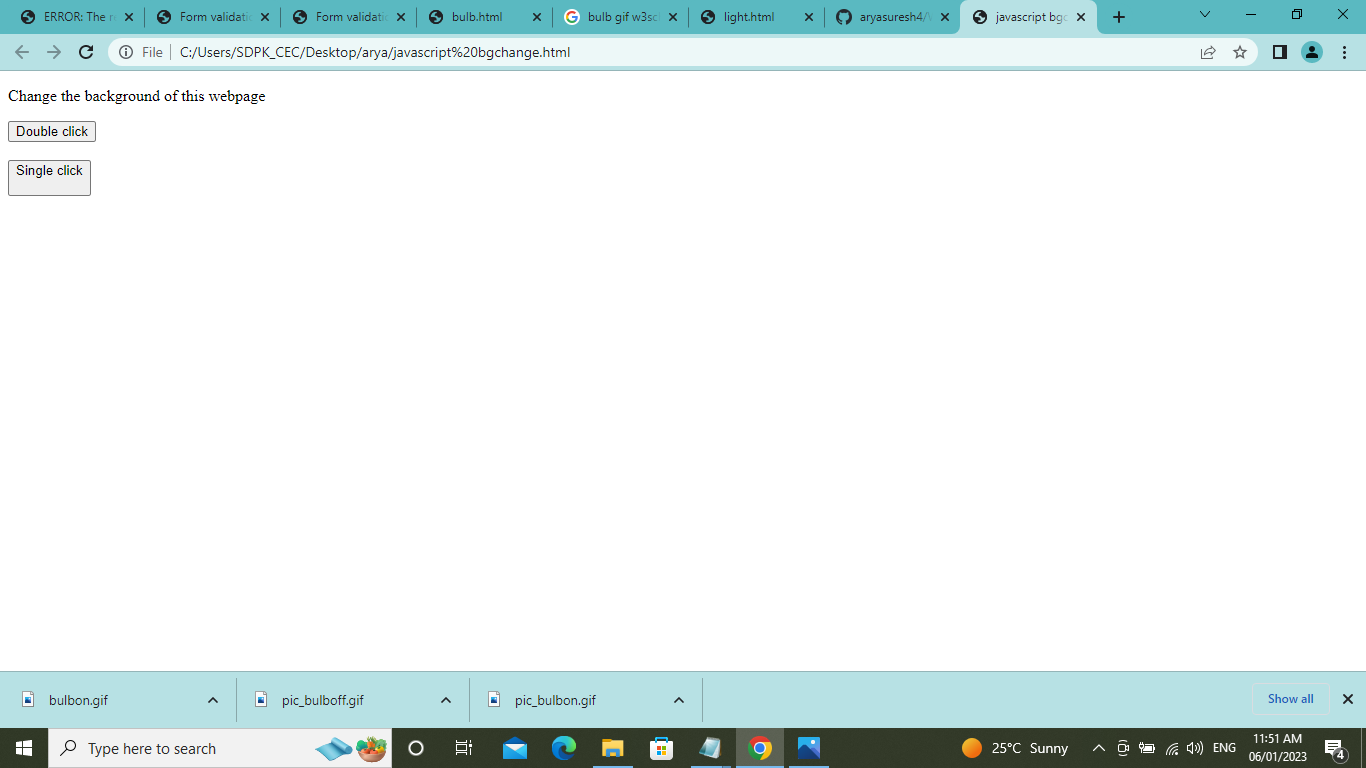 ERROR: The r
Form validati
Form validati
bulb.html
bulb gif w3sc
light.html
aryasuresh4/
javascript bgc
File
C:/Users/SDPK_CEC/Desktop/arya/javascript%20bgchange.html
Change the background of this webpage
Double click
Single click
bulbon.gif
pic_bulboff.gif
pic_bulbon.gif
Show all
Type here to search
25°C Sunny
ENG
11:51 AM
06/01/2023
4